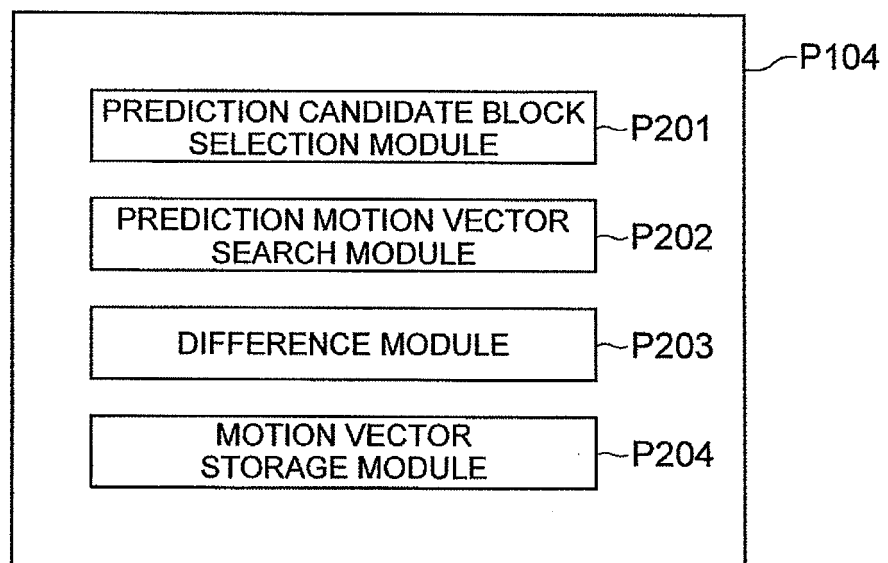 P104
PREDICTION CANDIDATE BLOCK
SELECTION MODULE
P201
PREDICTION MOTION VECTOR
SEARCH MODULE
P202
DIFFERENCE MODULE
P203
MOTION VECTOR
STORAGE MODULE
P204